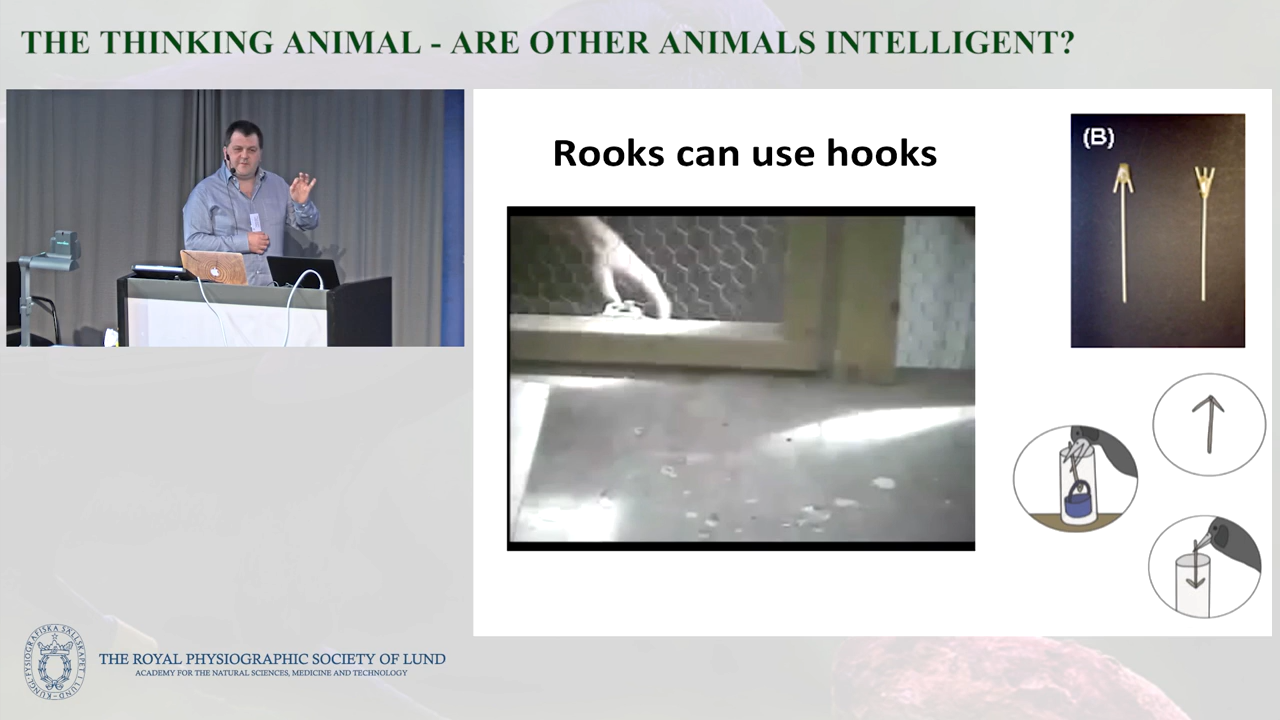 THE THINKING ANIMAL - ARE OTHER ANIMALS INTELLIGENT?
Rooks can use hooks
(B)
THE ROYAL PHYSIOGRAPHIC SOCIETY OF LUND
ACADEMY FOR THE NATURAL SCIENCES, MEDICINE AND TECHNOLOGY